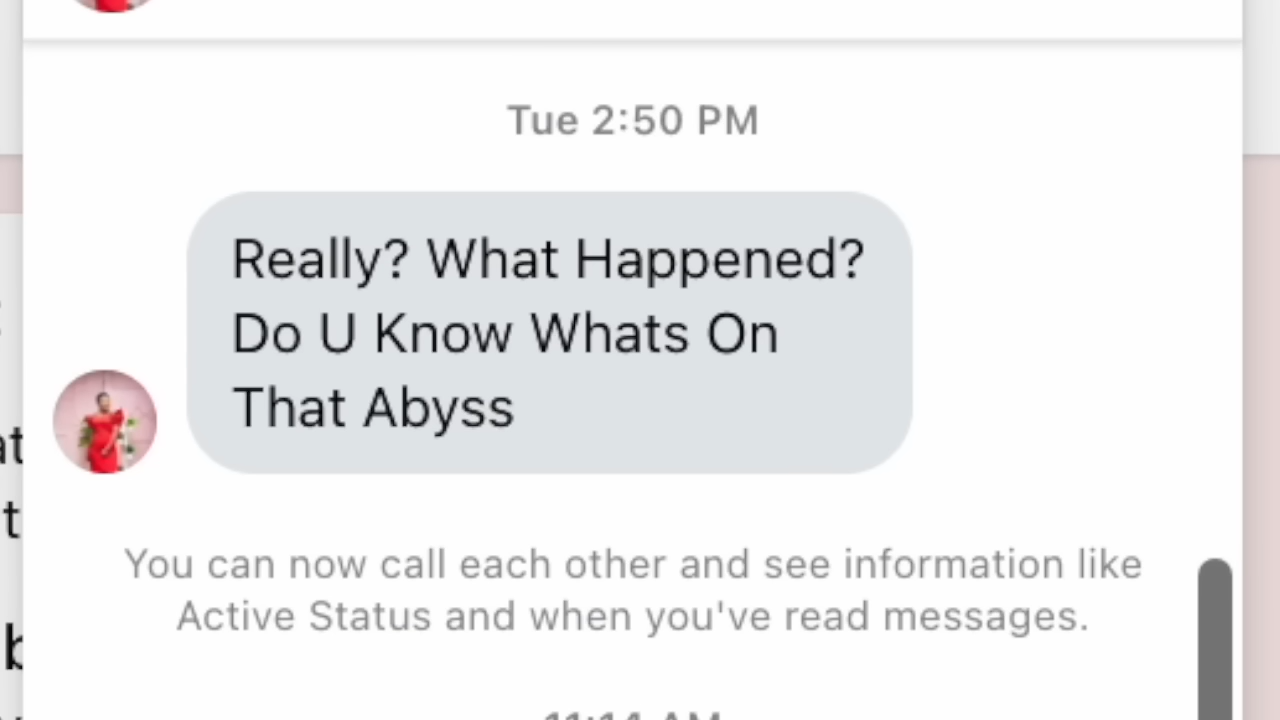 Tue 2:50 PM
Really? What Happened?
Do U Know Whats On
That Abyss
You can now call each other and see information like
Active Status and when you've read messages.
11:14 AM